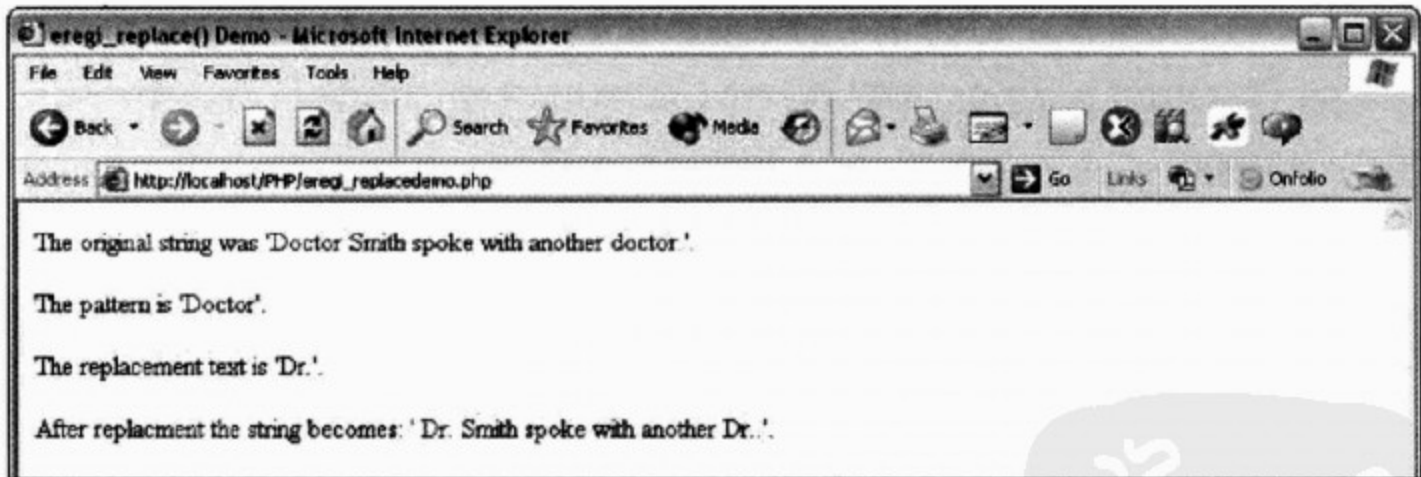 eregi_replace() Demo - Microsoft Internet Explorer
File Edit View Favorites Tools Help
Back Search Favorites Media
Address http://localhost/PHP/eregi_replacedemo.php Go Links Onfolio
The original string was 'Doctor Smith spoke with another doctor.'.
The pattern is 'Doctor'.
The replacement text is 'Dr.'.
After replacment the string becomes: ' Dr. Smith spoke with another Dr..'.